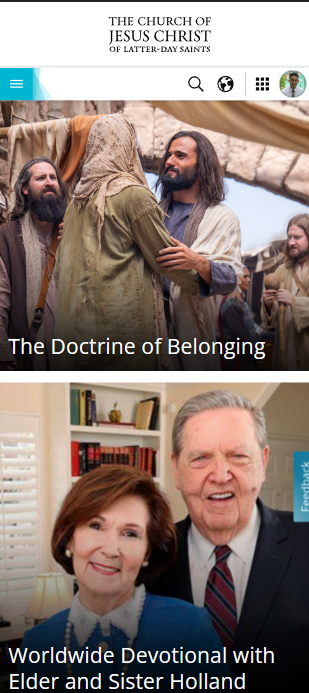 THE CHURCH OF
JESUS CHRIST
OF LATTER-DAY SAINTS
The Doctrine of Belonging
Feedback
Worldwide Devotional with
Elder and Sister Holland